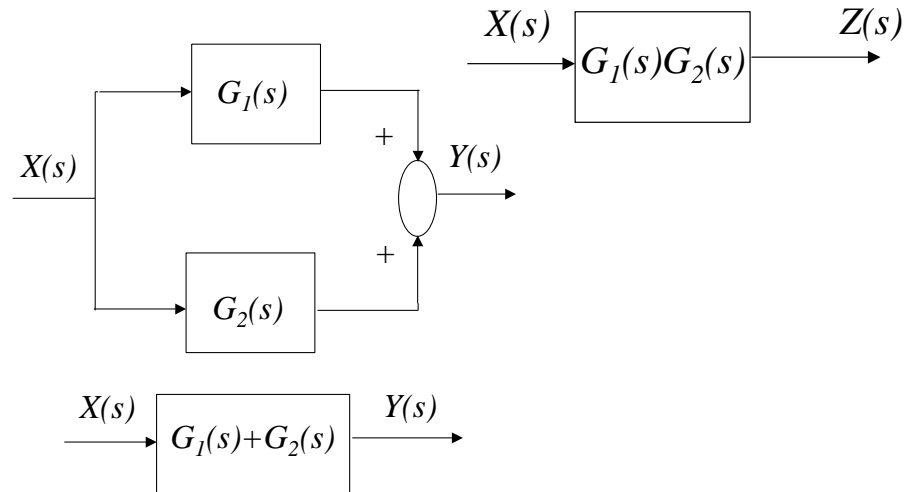 X(s)
G₁(s)
+
G₂(s)
+
Y(s)
X(s)
G₁(s)G₂(s)
Z(s)
X(s)
G₁(s)+G₂(s)
Y(s)